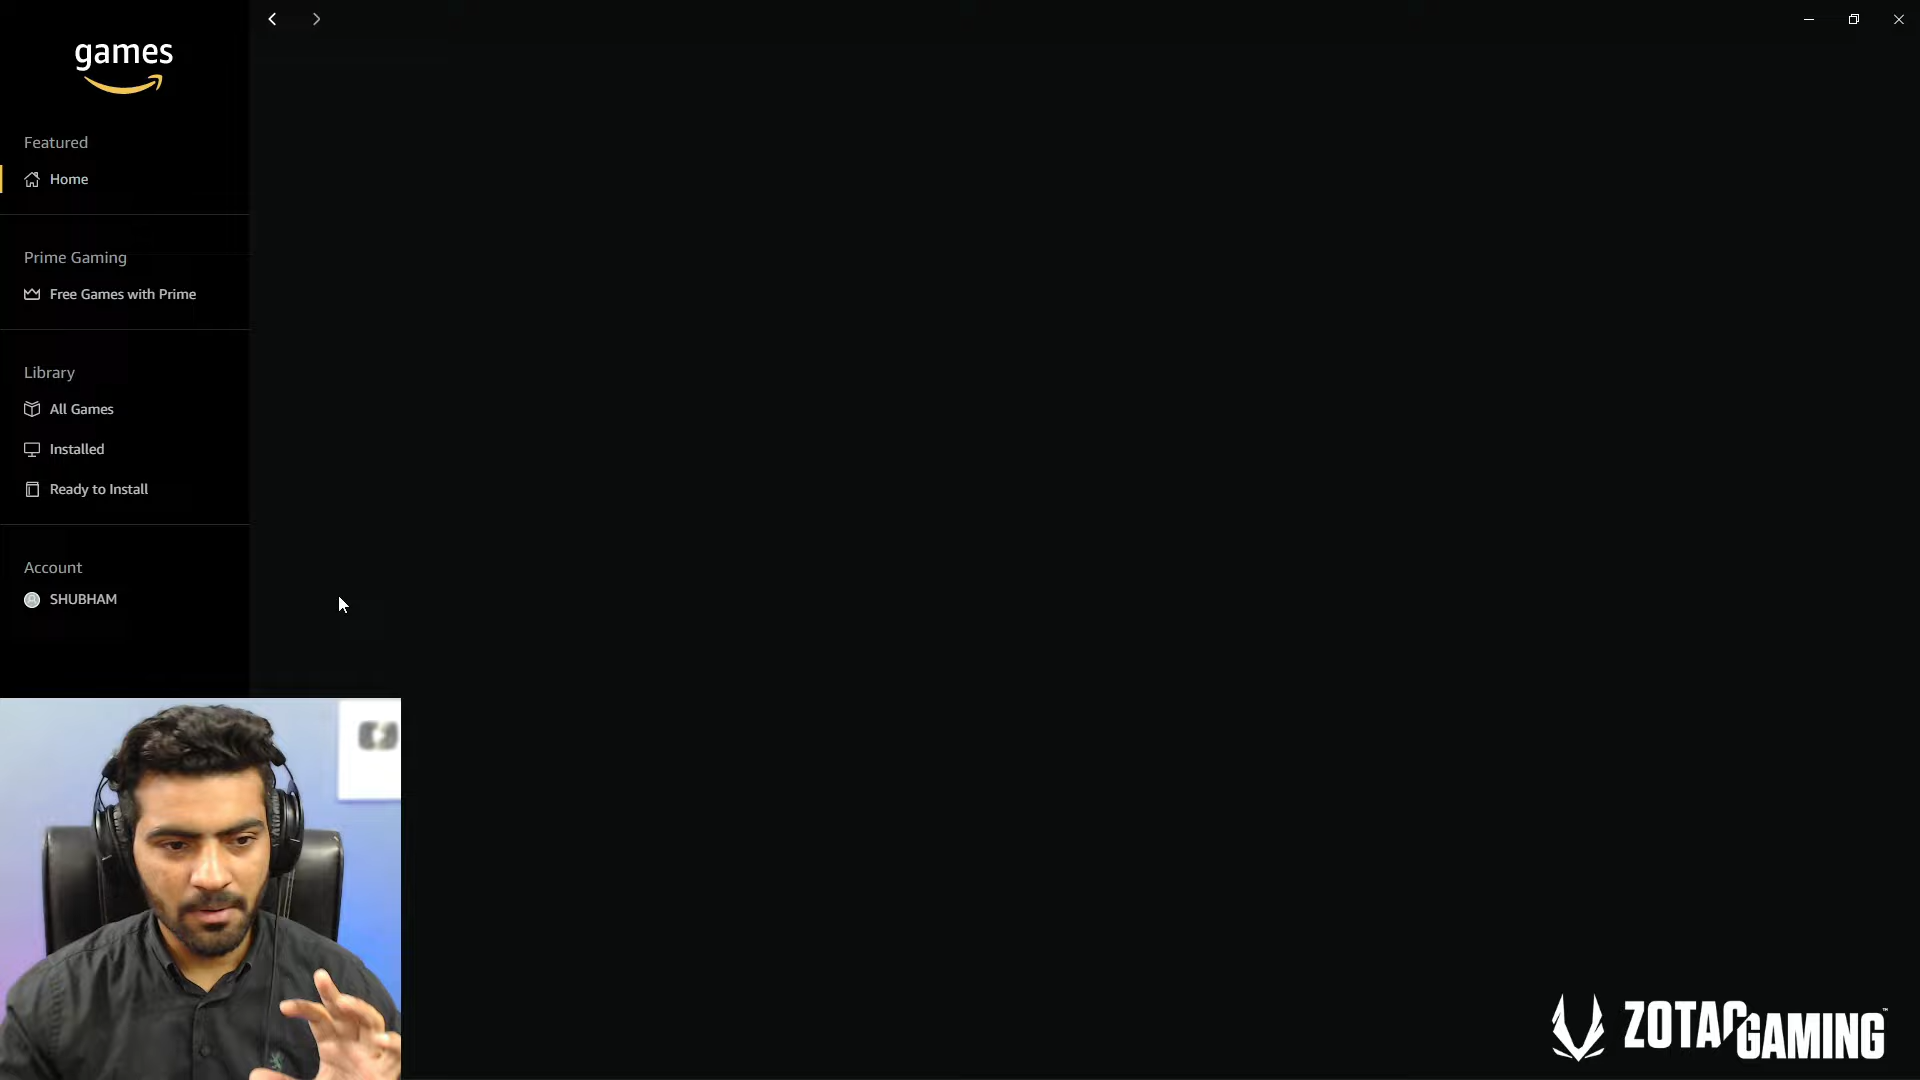 games
Featured
Home
Prime Gaming
Free Games with Prime
Library
All Games
Installed
Ready to Install
Account
SHUBHAM
ZOTAC GAMING